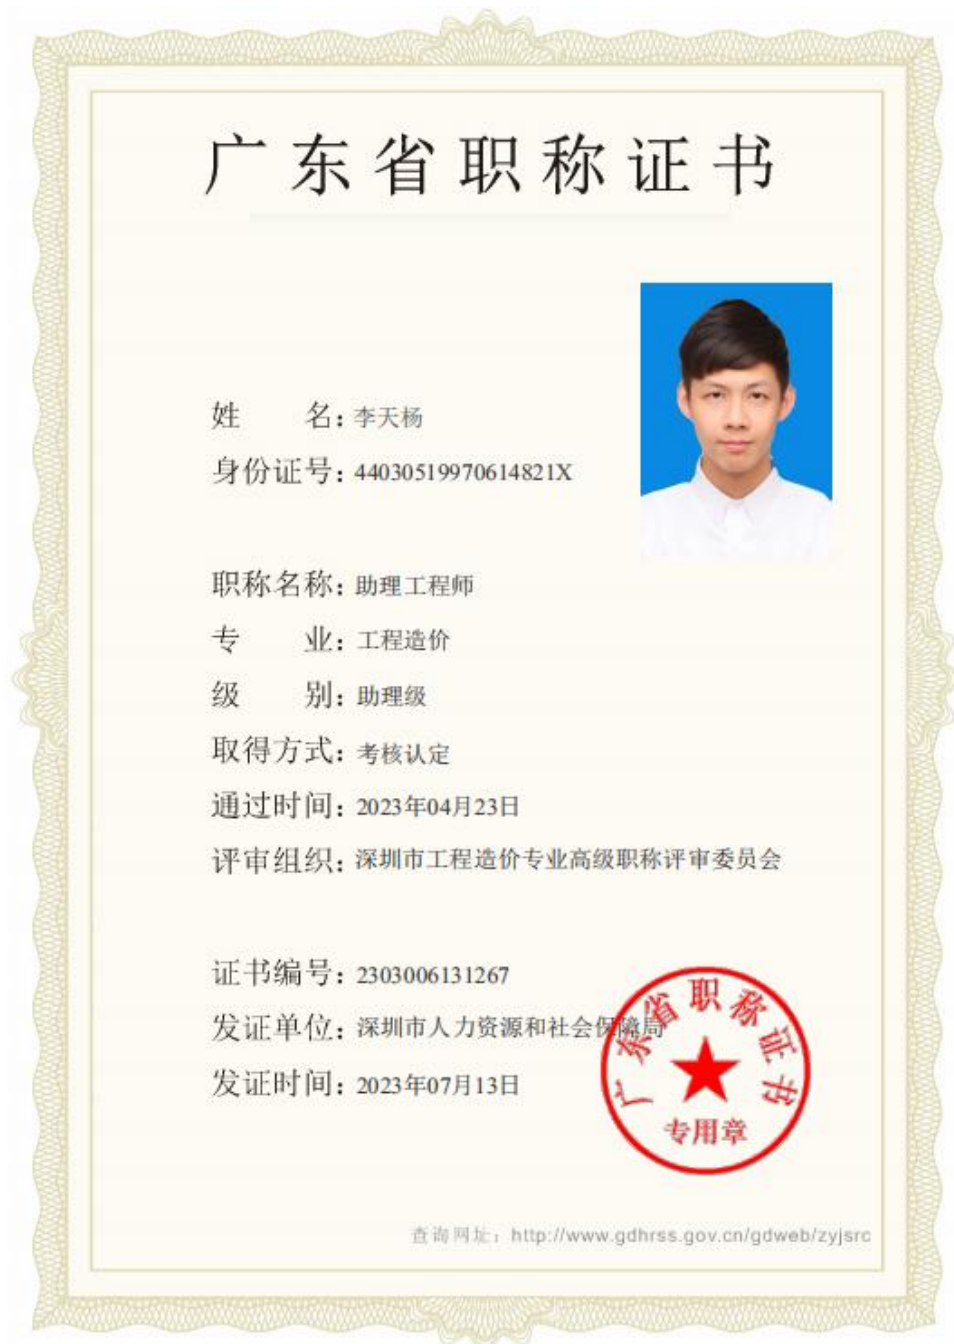 广东省职称证书
姓 名：李天杨
身份证号：44030519970614821X
职称名称：助理工程师
专 业：工程造价
级 别：助理级
取得方式：考核认定
通过时间：2023年04月23日
评审组织：深圳市工程造价专业高级职称评审委员会
证书编号：2303006131267
发证单位：深圳市人力资源和社会保障局
发证时间：2023年07月13日
广东省职称证书
专用章
查询网址：http://www.gdhrss.gov.cn/gdweb/zyjsrc